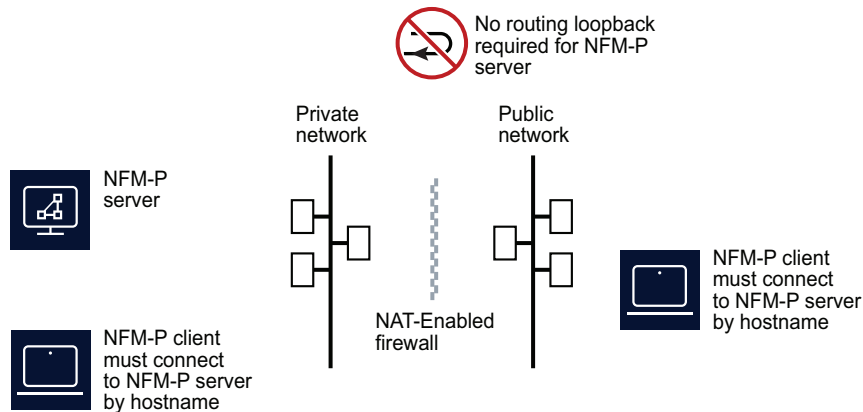 No routing loopback
required for NFM-P
server
Private
network
Public
network
NFM-P
server
NFM-P client
must connect
to NFM-P server
by hostname
NAT-Enabled
firewall
NFM-P client
must connect
to NFM-P server
by hostname